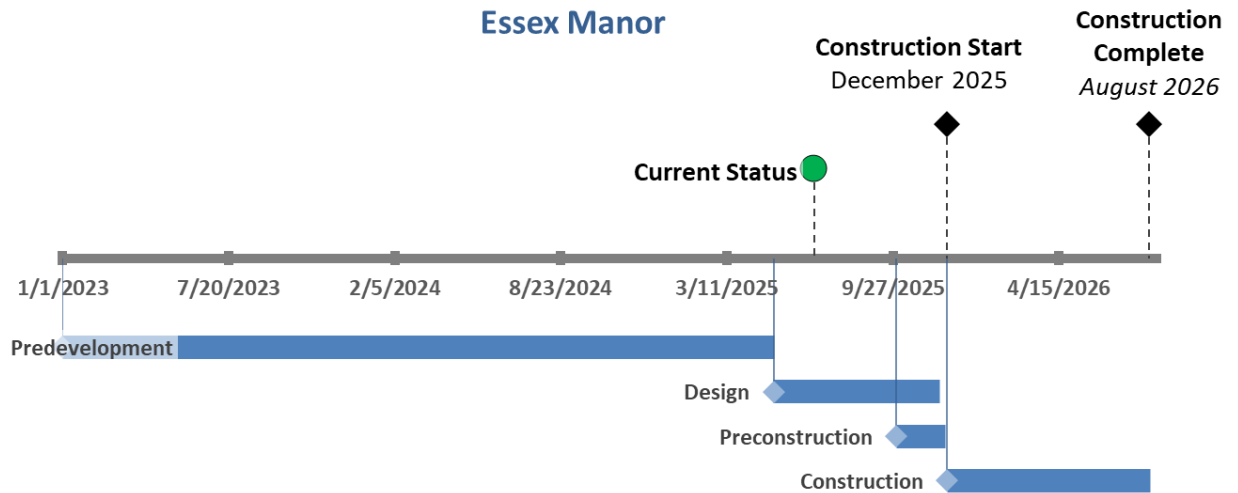 Essex Manor
Construction Start
December 2025
Construction
Complete
August 2026
Current Status
1/1/2023
7/20/2023
2/5/2024
8/23/2024
3/11/2025
9/27/2025
4/15/2026
Predevelopment
Design
Preconstruction
Construction